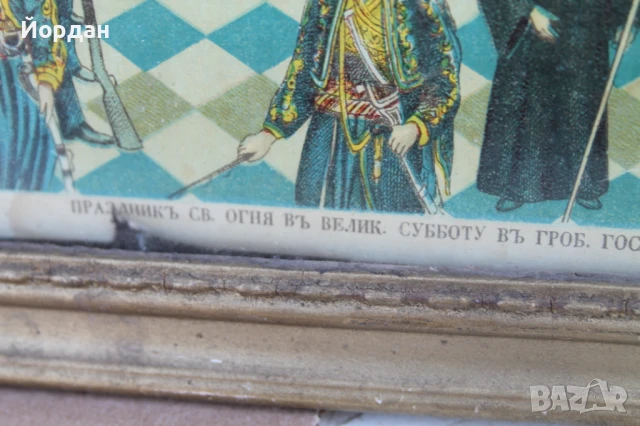 Йордан
ПРАЗДНИКЪ СВ. ОГНЯ ВЪ ВЕЛИК. СУББОТУ ВЪ ГРОБ. ГОС
BAZAR